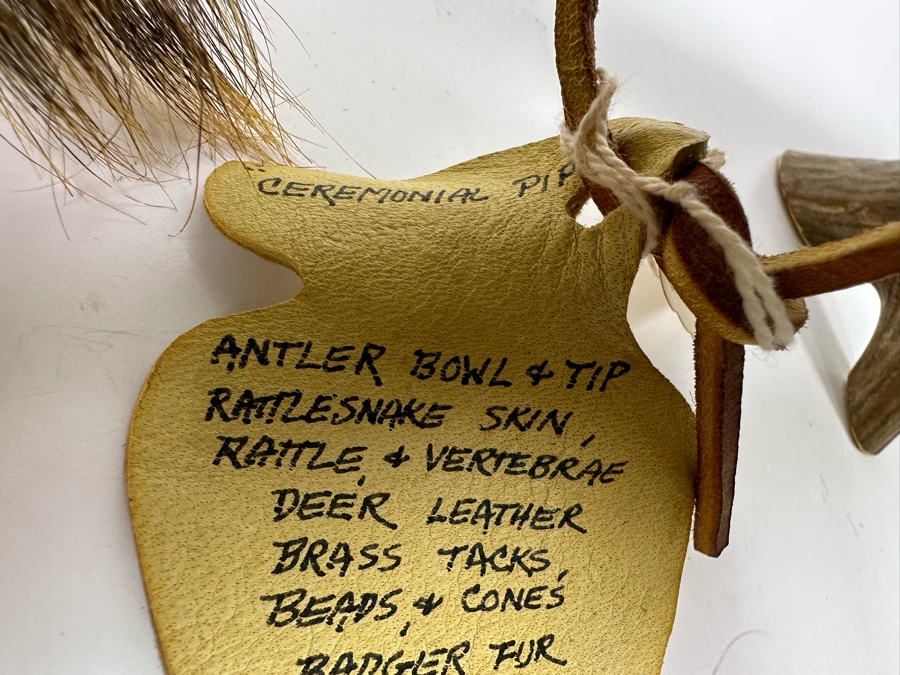 "CEREMONIAL PIP
ANTLER BOWL & TIP
RATTLESNAKE SKIN,
RATTLE, & VERTEBRAE
DEER LEATHER
BRASS TACKS,
BEADS, & CONES
BADGER FUR